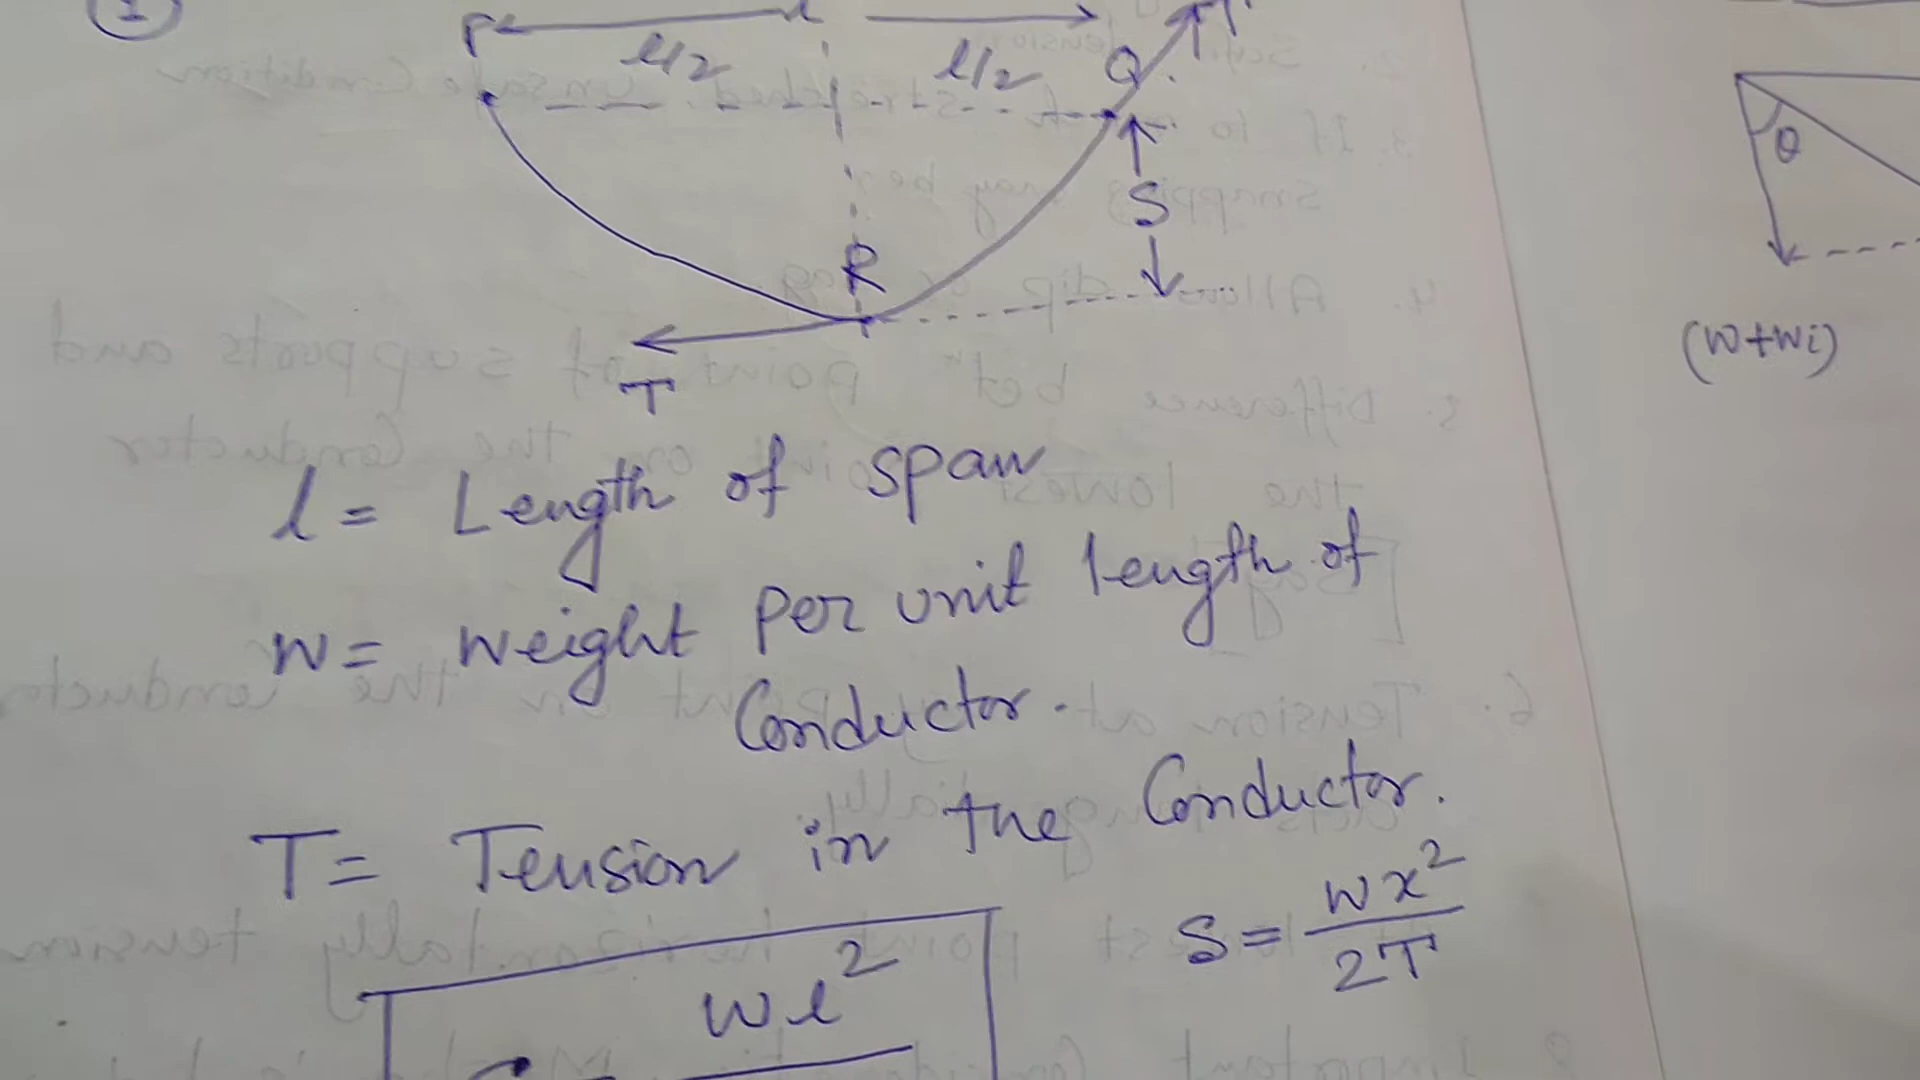 1
l
l/2 l/2 Q T
S
R
T
l = Length of span
w = weight per unit length of
Conductor.
T = Tension in the Conductor.
S = wx²/2T
wl²
θ
(w+wi)